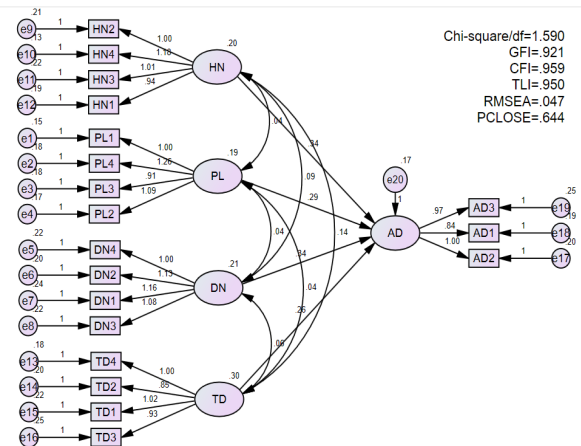 Chi-square/df=1.590
GFI=.921
CFI=.959
TLI=.950
RMSEA=.047
PCLOSE=.644
.21
e9 1 HN2 1.00
.13
e10 1 HN4 1.18
.22
e11 1 HN3 1.01
.19
e12 1 HN1 .94
.20
HN
.15
e1 1 PL1 1.00
.18
e2 1 PL4 1.26
.18
e3 1 PL3 .91
.17
e4 1 PL2 1.09
.19
PL
.22
e5 1 DN4 1.00
e6 1 DN2 1.13
.24
e7 1 DN1 1.16
.22
e8 1 DN3 1.08
.21
DN
.18
e13 1 TD4 1.00
.20
e14 1 TD2 .85
.22
e15 1 TD1 1.02
.25
e16 1 TD3 .93
.30
TD
.04
.34
.09
.29
.14
.04
.34
.04
.26
.06
.17
e20
1
AD
.25
.97 AD3 1 e19
.19
.84 AD1 1 e18
.20
1.00 AD2 1 e17